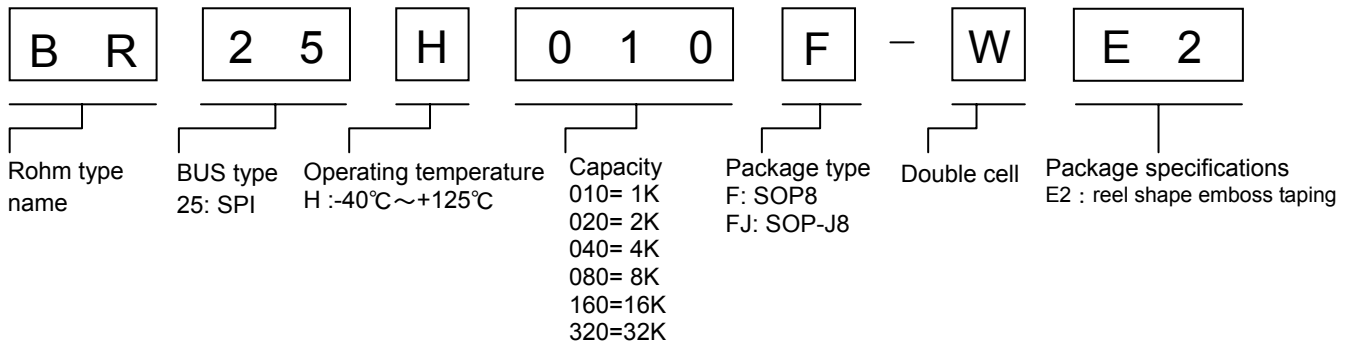 B R 2 5 H 0 1 0 F － W E 2
Rohm type name
BUS type
25: SPI
Operating temperature
H :-40℃～+125℃
Capacity
010= 1K
020= 2K
040= 4K
080= 8K
160=16K
320=32K
Package type
F: SOP8
FJ: SOP-J8
Double cell
Package specifications
E2：reel shape emboss taping